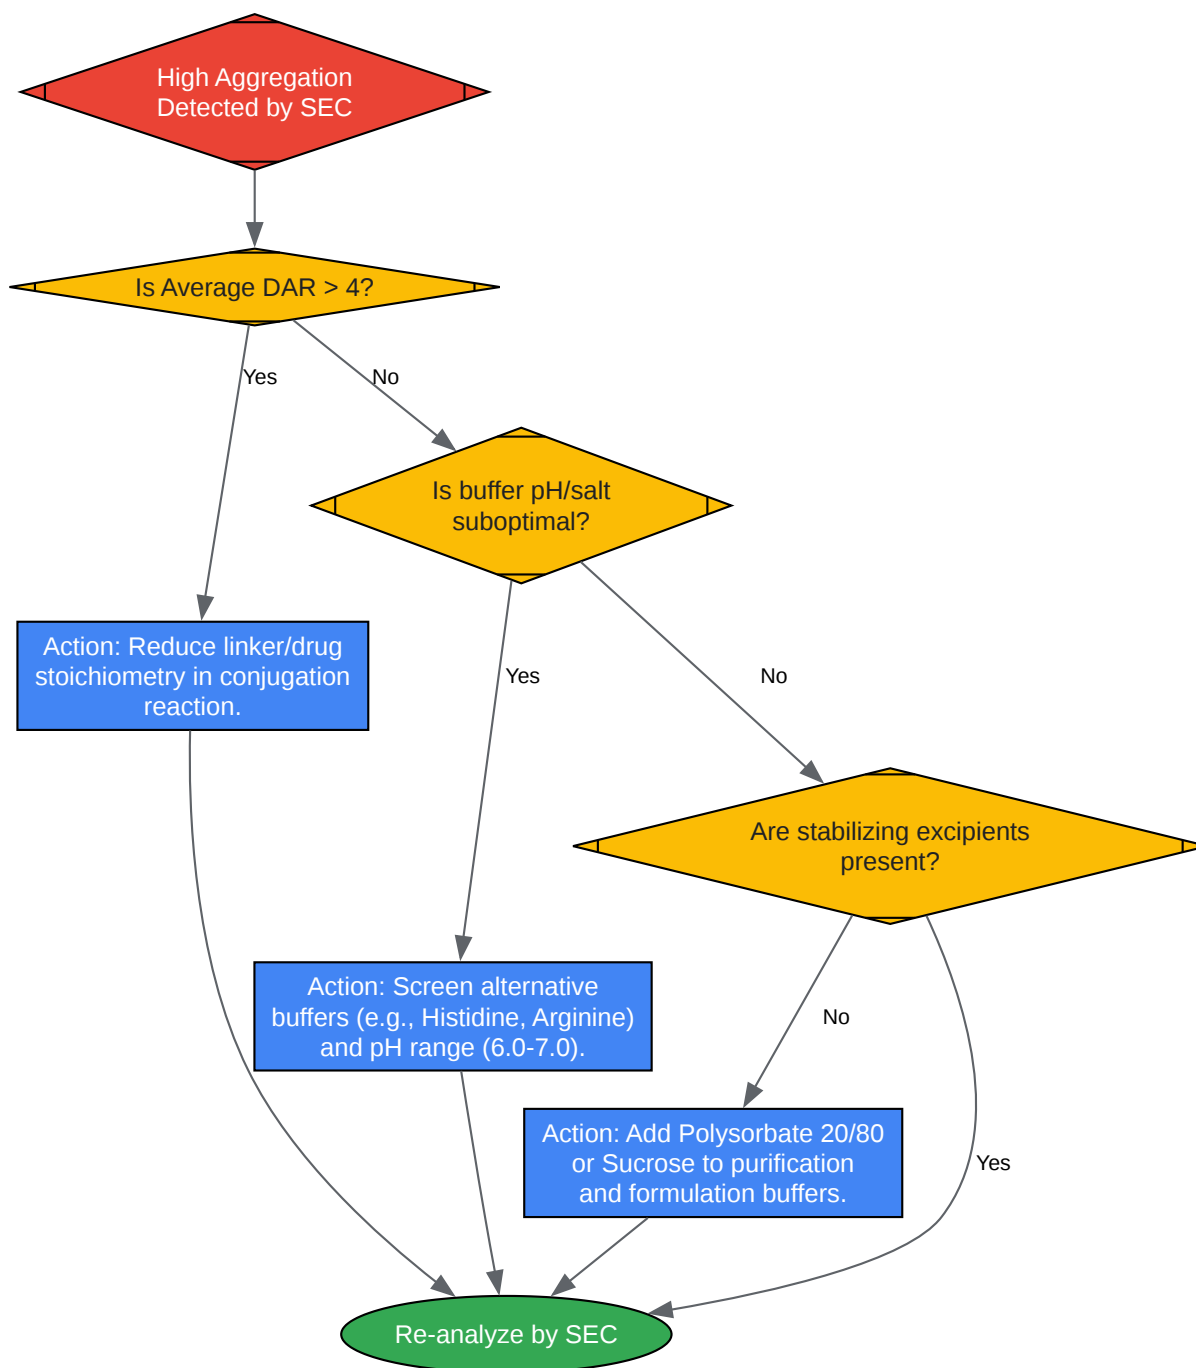 High Aggregation
Detected by SEC
Is Average DAR > 4?
Yes
No
Is buffer pH/salt
suboptimal?
Action: Reduce linker/drug
stoichiometry in conjugation
reaction.
Yes
No
Are stabilizing excipients
present?
Action: Screen alternative
buffers (e.g., Histidine, Arginine)
and pH range (6.0-7.0).
No
Action: Add Polysorbate 20/80
or Sucrose to purification
and formulation buffers.
Yes
Re-analyze by SEC